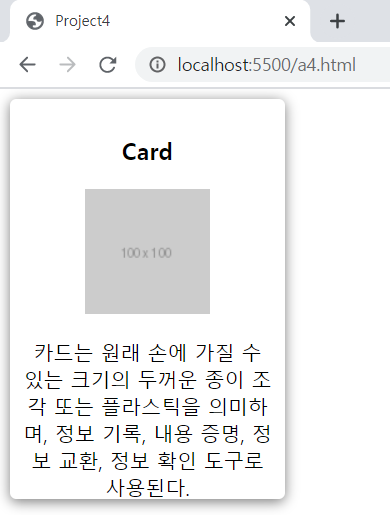 Project4
localhost:5500/a4.html
Card
100 x 100
카드는 원래 손에 가질 수
있는 크기의 두꺼운 종이 조
각 또는 플라스틱을 의미하
며, 정보 기록, 내용 증명, 정
보 교환, 정보 확인 도구로
사용된다.